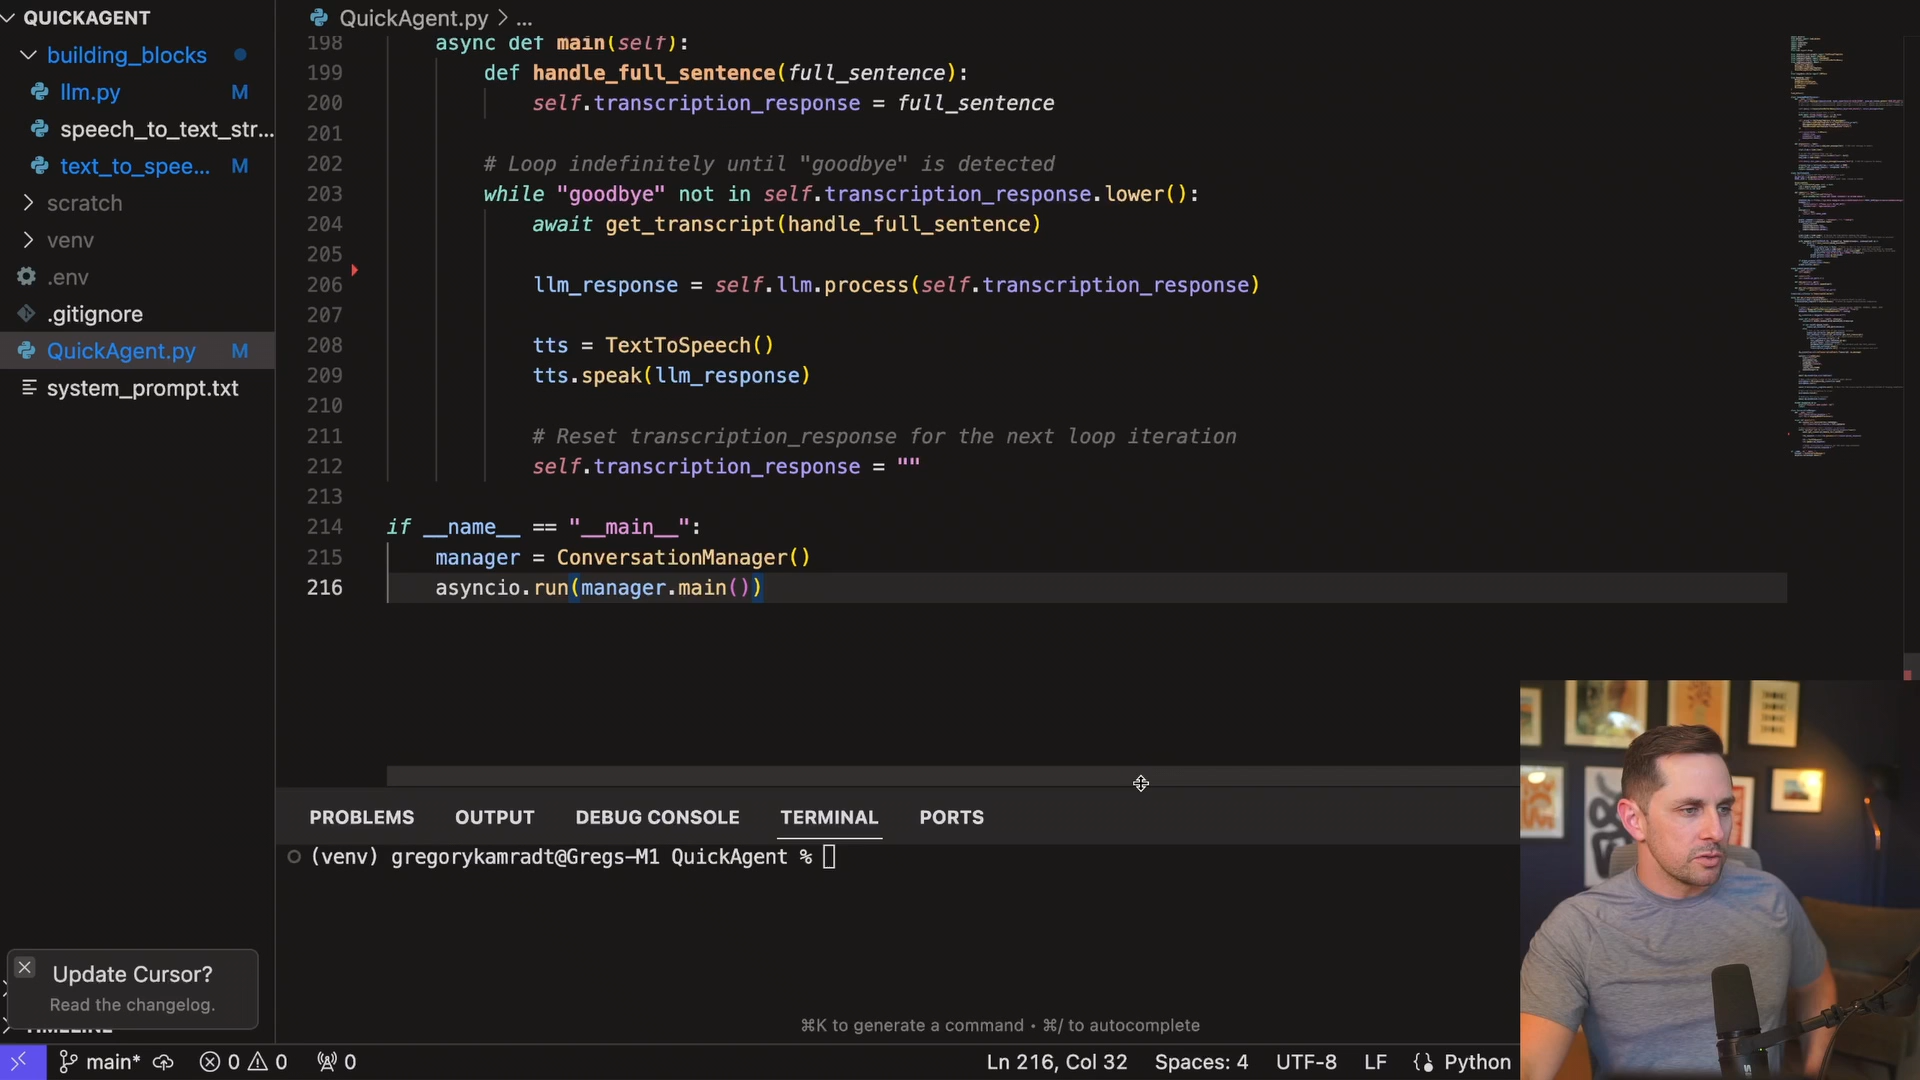 QUICKAGENT
building_blocks
llm.py M
speech_to_text_str...
text_to_spee... M
scratch
venv
.env
.gitignore
QuickAgent.py M
system_prompt.txt
QuickAgent.py > ...
198 async def main(self):
199 def handle_full_sentence(full_sentence):
200 self.transcription_response = full_sentence
201
202 # Loop indefinitely until "goodbye" is detected
203 while "goodbye" not in self.transcription_response.lower():
204 await get_transcript(handle_full_sentence)
205
206 llm_response = self.llm.process(self.transcription_response)
207
208 tts = TextToSpeech()
209 tts.speak(llm_response)
210
211 # Reset transcription_response for the next loop iteration
212 self.transcription_response = ""
213
214 if __name__ == "__main__":
215 manager = ConversationManager()
216 asyncio.run(manager.main())
PROBLEMS OUTPUT DEBUG CONSOLE TERMINAL PORTS
(venv) gregorykamradt@Gregs-M1 QuickAgent %
Update Cursor?
Read the changelog.
TIMELINE
⌘K to generate a command • ⌘/ to autocomplete
main* 0 0 0 Ln 216, Col 32 Spaces: 4 UTF-8 LF {} Python